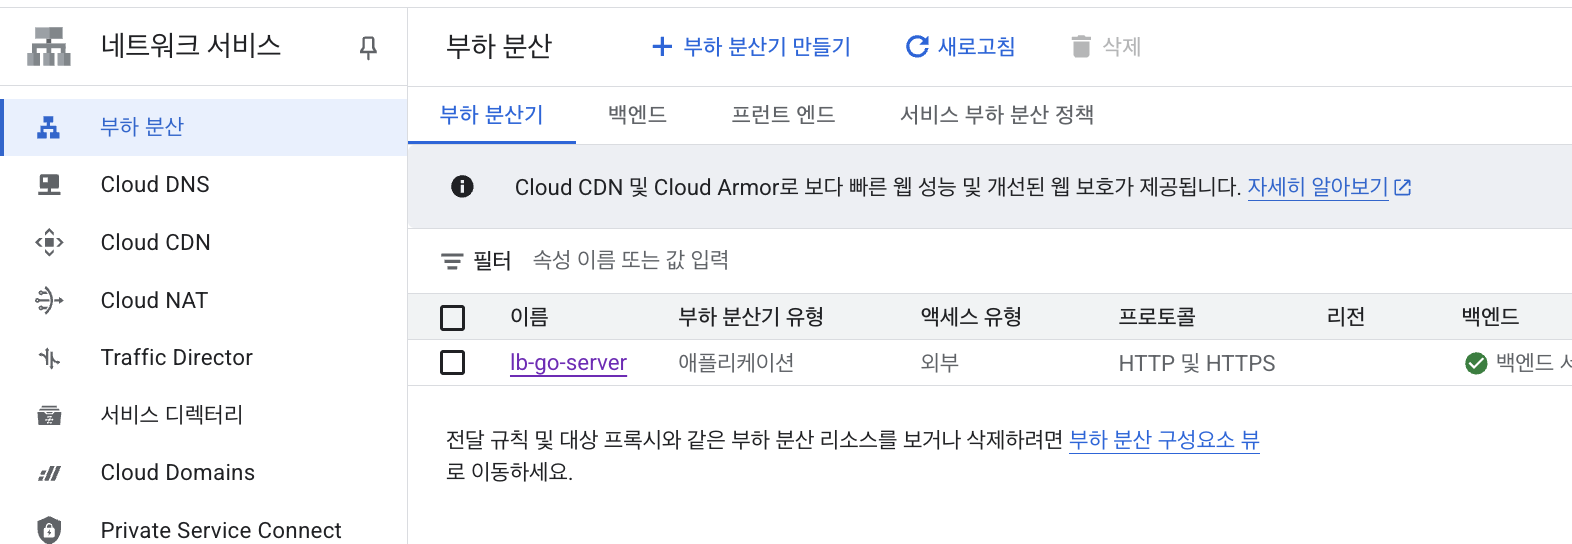 네트워크 서비스
부하 분산
Cloud DNS
Cloud CDN
Cloud NAT
Traffic Director
서비스 디렉터리
Cloud Domains
Private Service Connect
부하 분산
부하 분산기 만들기
새로고침
삭제
부하 분산기 백엔드 프런트 엔드 서비스 부하 분산 정책
Cloud CDN 및 Cloud Armor로 보다 빠른 웹 성능 및 개선된 웹 보호가 제공됩니다. 자세히 알아보기
필터 속성 이름 또는 값 입력
이름 부하 분산기 유형 액세스 유형 프로토콜 리전 백엔드
lb-go-server 애플리케이션 외부 HTTP 및 HTTPS 백엔드
전달 규칙 및 대상 프록시와 같은 부하 분산 리소스를 보거나 삭제하려면 부하 분산 구성요소 뷰
로 이동하세요.